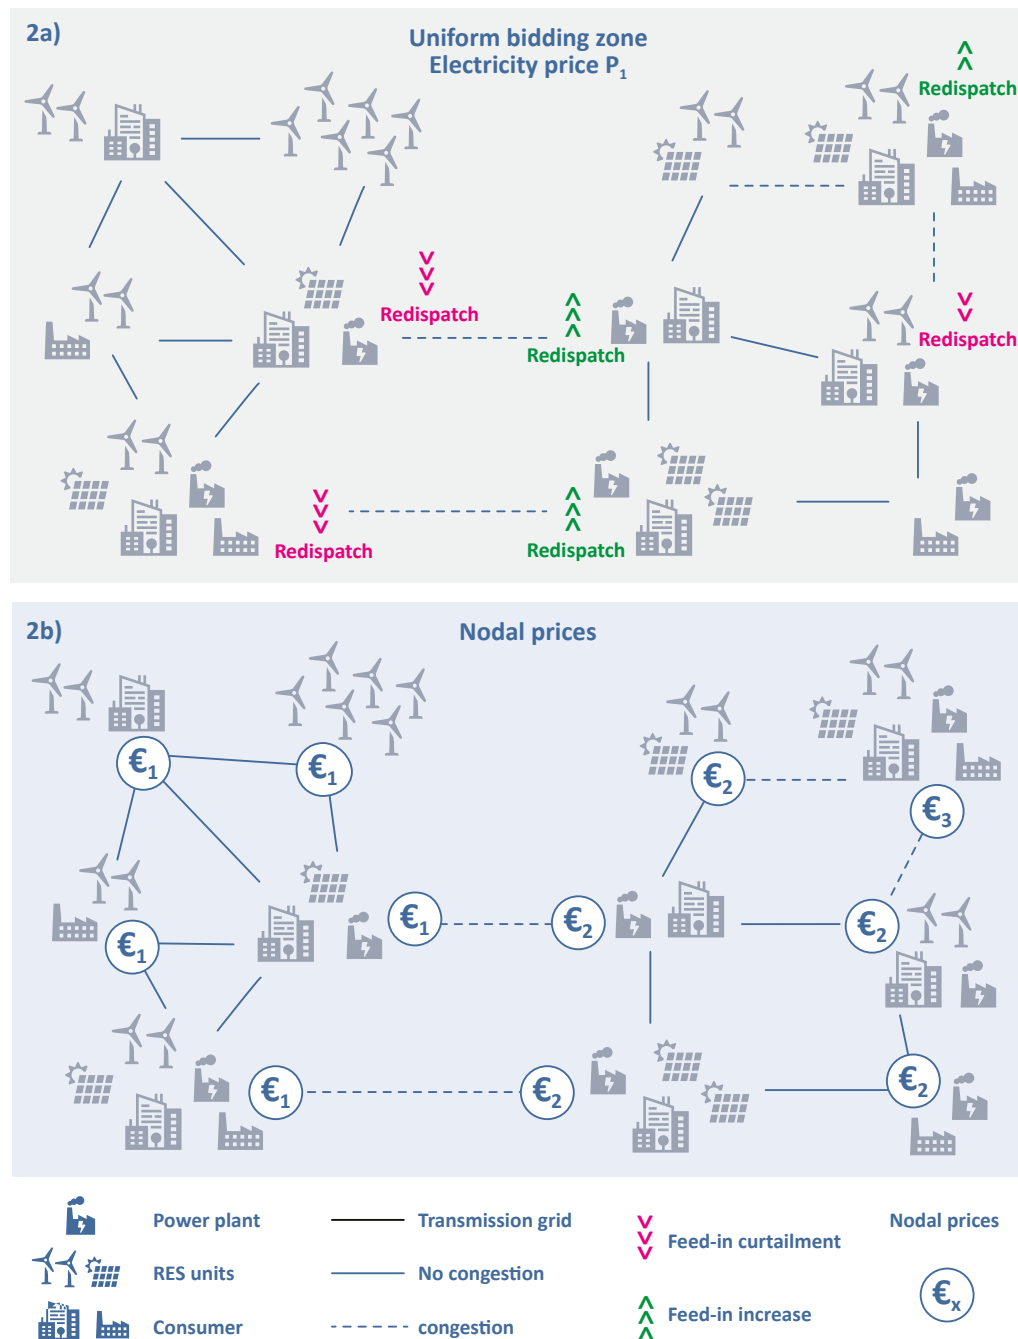 2a)
Uniform bidding zone
Electricity price P₁
Redispatch
Redispatch
Redispatch
Redispatch
Redispatch
Redispatch
2b)
Nodal prices
€₁
€₁
€₂
€₃
€₁
€₁
€₂
€₂
€₁
€₂
€₂
Power plant
Transmission grid
Nodal prices
Feed-in curtailment
RES units
No congestion
€ₓ
Feed-in increase
Consumer
congestion